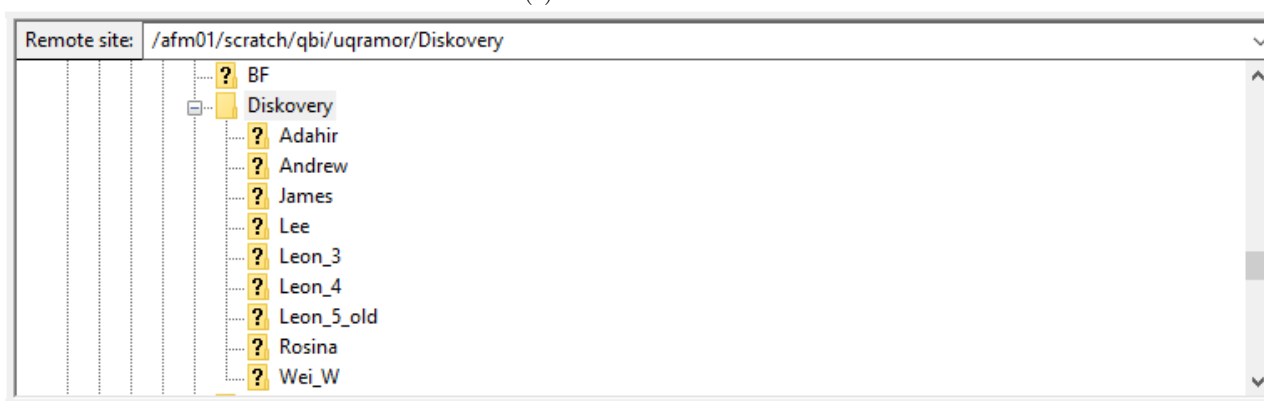 Remote site: /afm01/scratch/qbi/uqramor/Diskovery
? BF
Diskovery
? Adahir
? Andrew
? James
? Lee
? Leon_3
? Leon_4
? Leon_5_old
? Rosina
? Wei_W